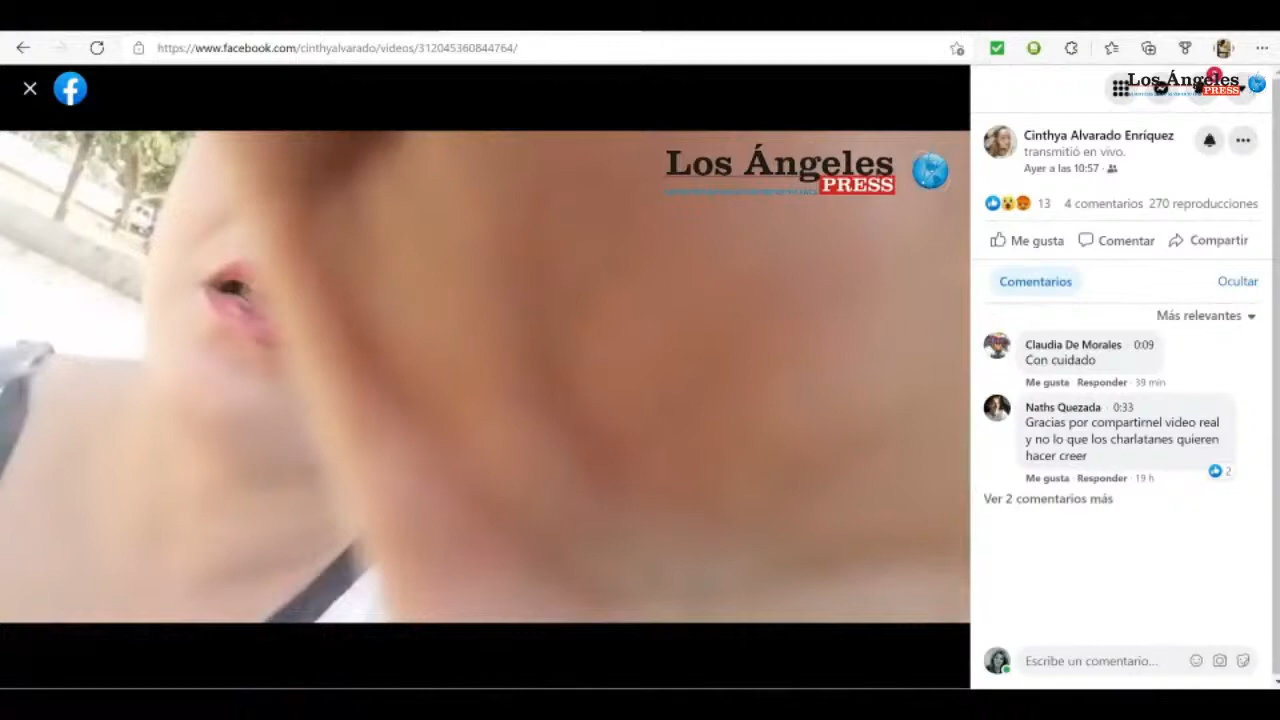 https://www.facebook.com/cinthyalvarado/videos/312045360844764/
Los Ángeles
PRESS
Los Ángeles
PRESS
Cinthya Alvarado Enríquez
transmitió en vivo.
Ayer a las 10:57 ·
13 4 comentarios 270 reproducciones
Me gusta Comentar Compartir
Comentarios Ocultar
Más relevantes
Claudia De Morales · 0:09
Con cuidado
Me gusta · Responder · 39 min
Naths Quezada · 0:33
Gracias por compartirnel video real
y no lo que los charlatanes quieren
hacer creer
2
Me gusta · Responder · 19 h
Ver 2 comentarios más
Escribe un comentario...